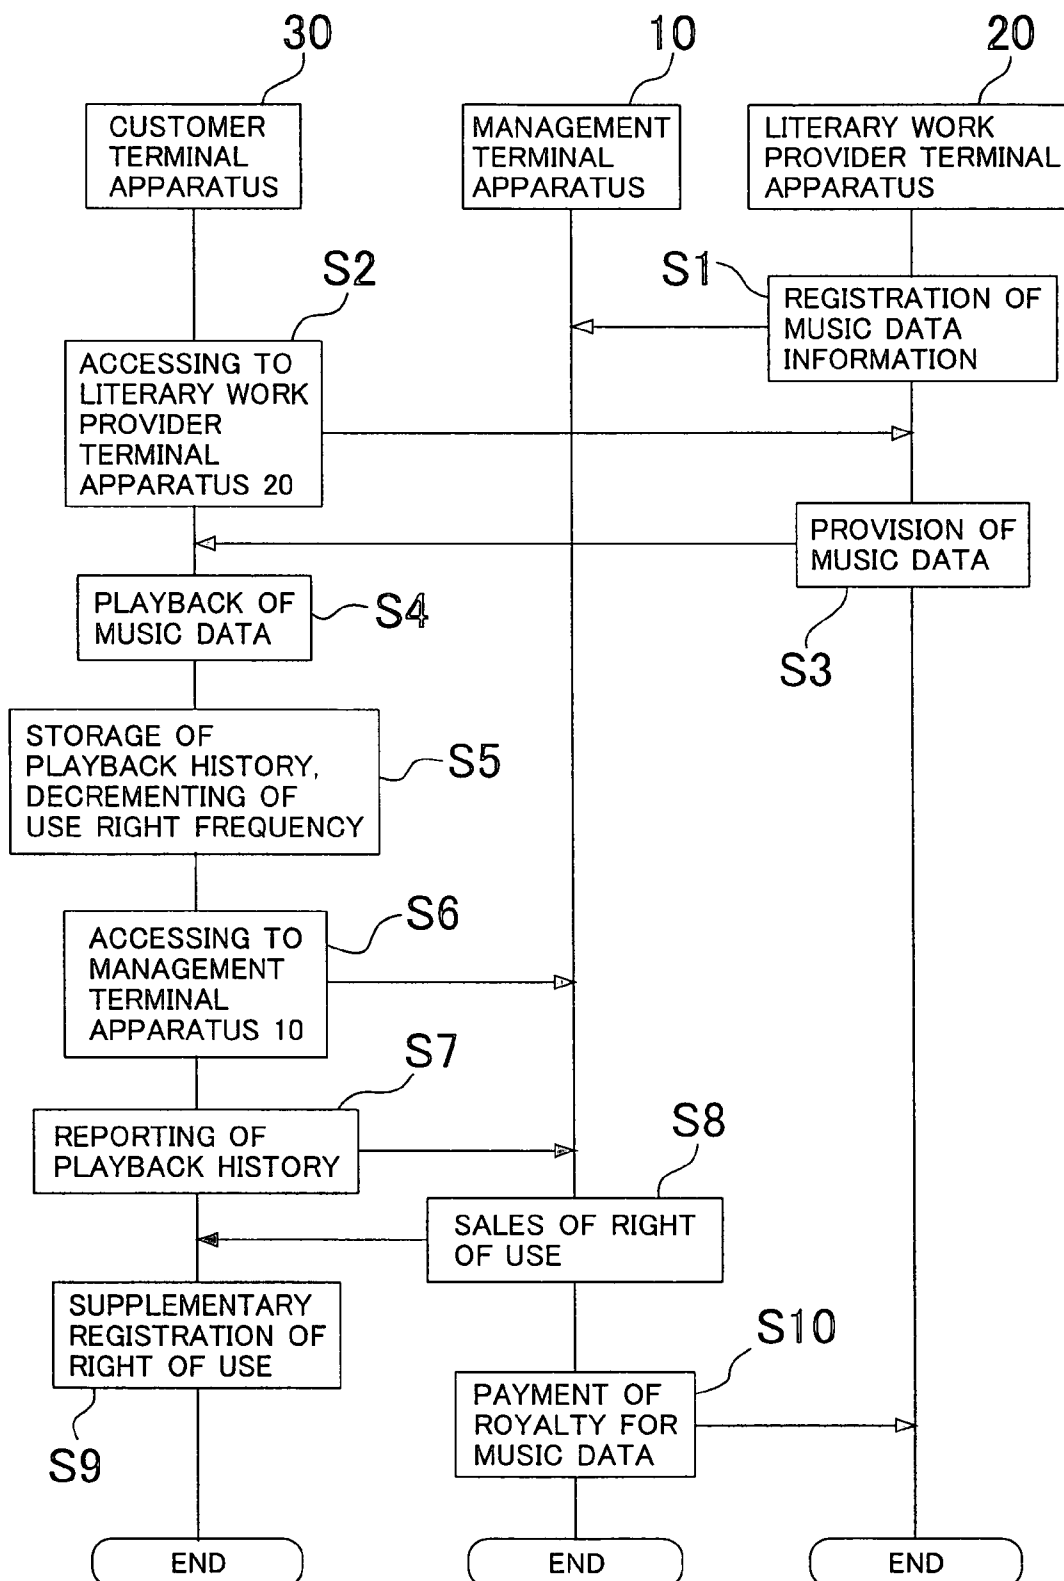 30
10
20
CUSTOMER
TERMINAL
APPARATUS
MANAGEMENT
TERMINAL
APPARATUS
LITERARY WORK
PROVIDER TERMINAL
APPARATUS
S1
REGISTRATION OF
MUSIC DATA
INFORMATION
S2
ACCESSING TO
LITERARY WORK
PROVIDER
TERMINAL
APPARATUS 20
PROVISION OF
MUSIC DATA
S3
PLAYBACK OF
MUSIC DATA
S4
STORAGE OF
PLAYBACK HISTORY,
DECREMENTING OF
USE RIGHT FREQUENCY
S5
S6
ACCESSING TO
MANAGEMENT
TERMINAL
APPARATUS 10
S7
REPORTING OF
PLAYBACK HISTORY
S8
SALES OF RIGHT
OF USE
SUPPLEMENTARY
REGISTRATION OF
RIGHT OF USE
S9
S10
PAYMENT OF
ROYALTY FOR
MUSIC DATA
END
END
END